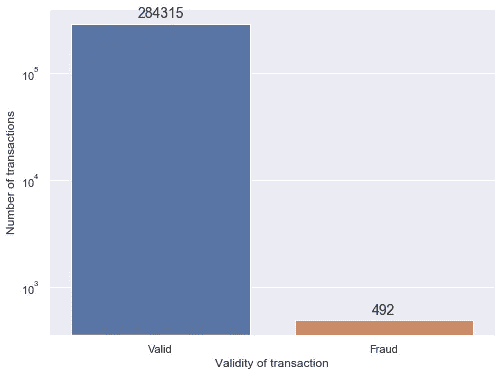 284315
10^5
10^4
10^3
492
Number of transactions
Valid
Fraud
Validity of transaction